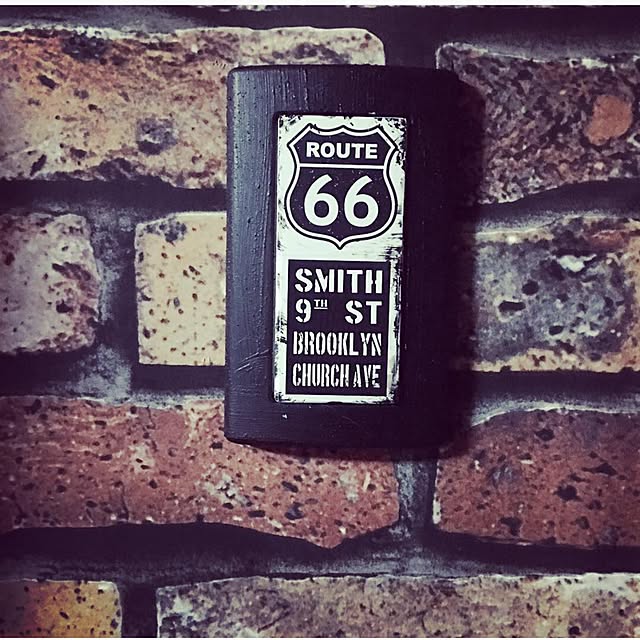 ROUTE
66
SMITH
9TH ST
BROOKLYN
CHURCH AVE